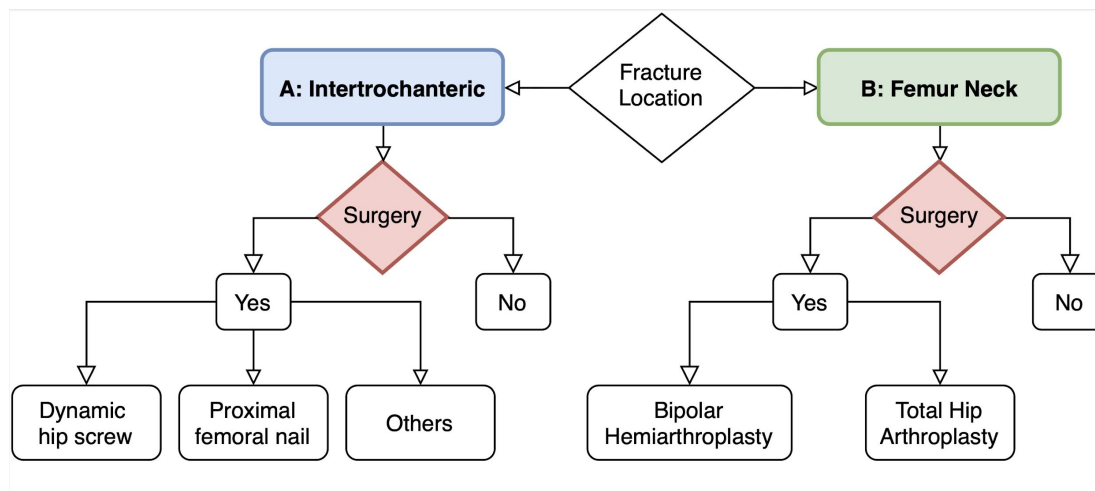 Fracture
Location
A: Intertrochanteric
B: Femur Neck
Surgery
Surgery
Yes
No
Yes
No
Dynamic
hip screw
Proximal
femoral nail
Others
Bipolar
Hemiarthroplasty
Total Hip
Arthroplasty